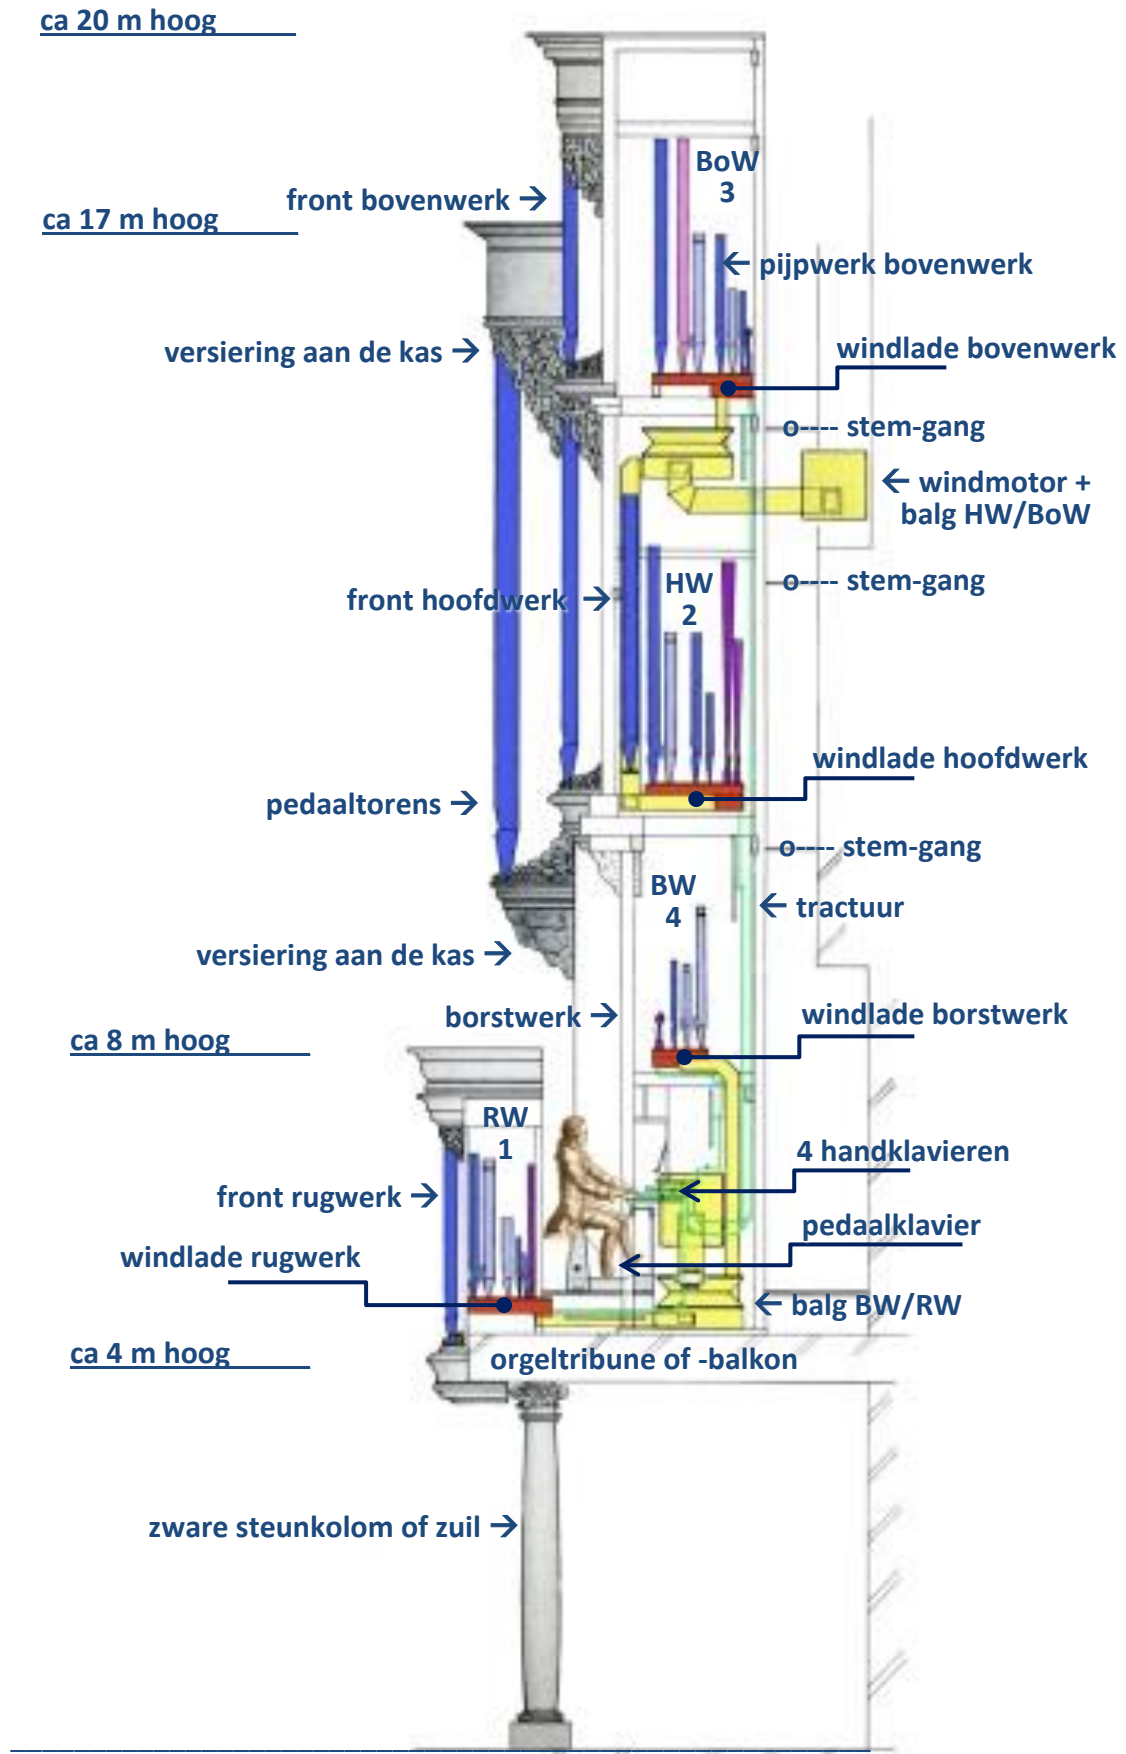 ca 20 m hoog
BoW
3
front bovenwerk →
ca 17 m hoog
← pijpwerk bovenwerk
versiering aan de kas →
windlade bovenwerk
o---- stem-gang
← windmotor +
balg HW/BoW
HW
2
o---- stem-gang
front hoofdwerk →
windlade hoofdwerk
pedaaltorens →
o---- stem-gang
BW
4
← tractuur
versiering aan de kas →
borstwerk →
windlade borstwerk
ca 8 m hoog
RW
1
4 handklavieren
front rugwerk →
pedaalklavier
windlade rugwerk
← balg BW/RW
ca 4 m hoog
orgeltribune of -balkon
zware steunkolom of zuil →